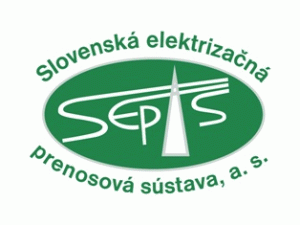 Slovenská elektrizačná
SEPS
prenosová sústava, a. s.